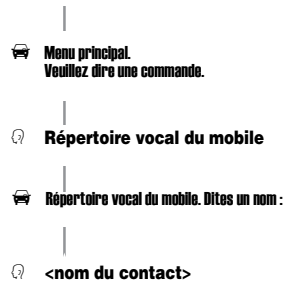 Menu principal.
Veuillez dire une commande.
Répertoire vocal du mobile
Répertoire vocal du mobile. Dites un nom :
<nom du contact>